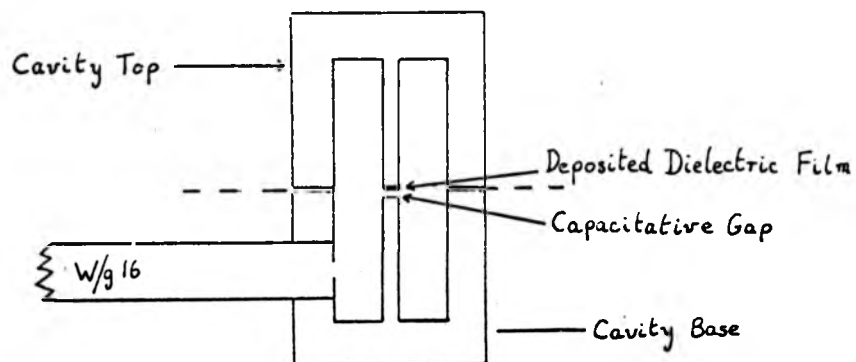 Cavity Top
Deposited Dielectric Film
Capacitative Gap
W/g 16
Cavity Base